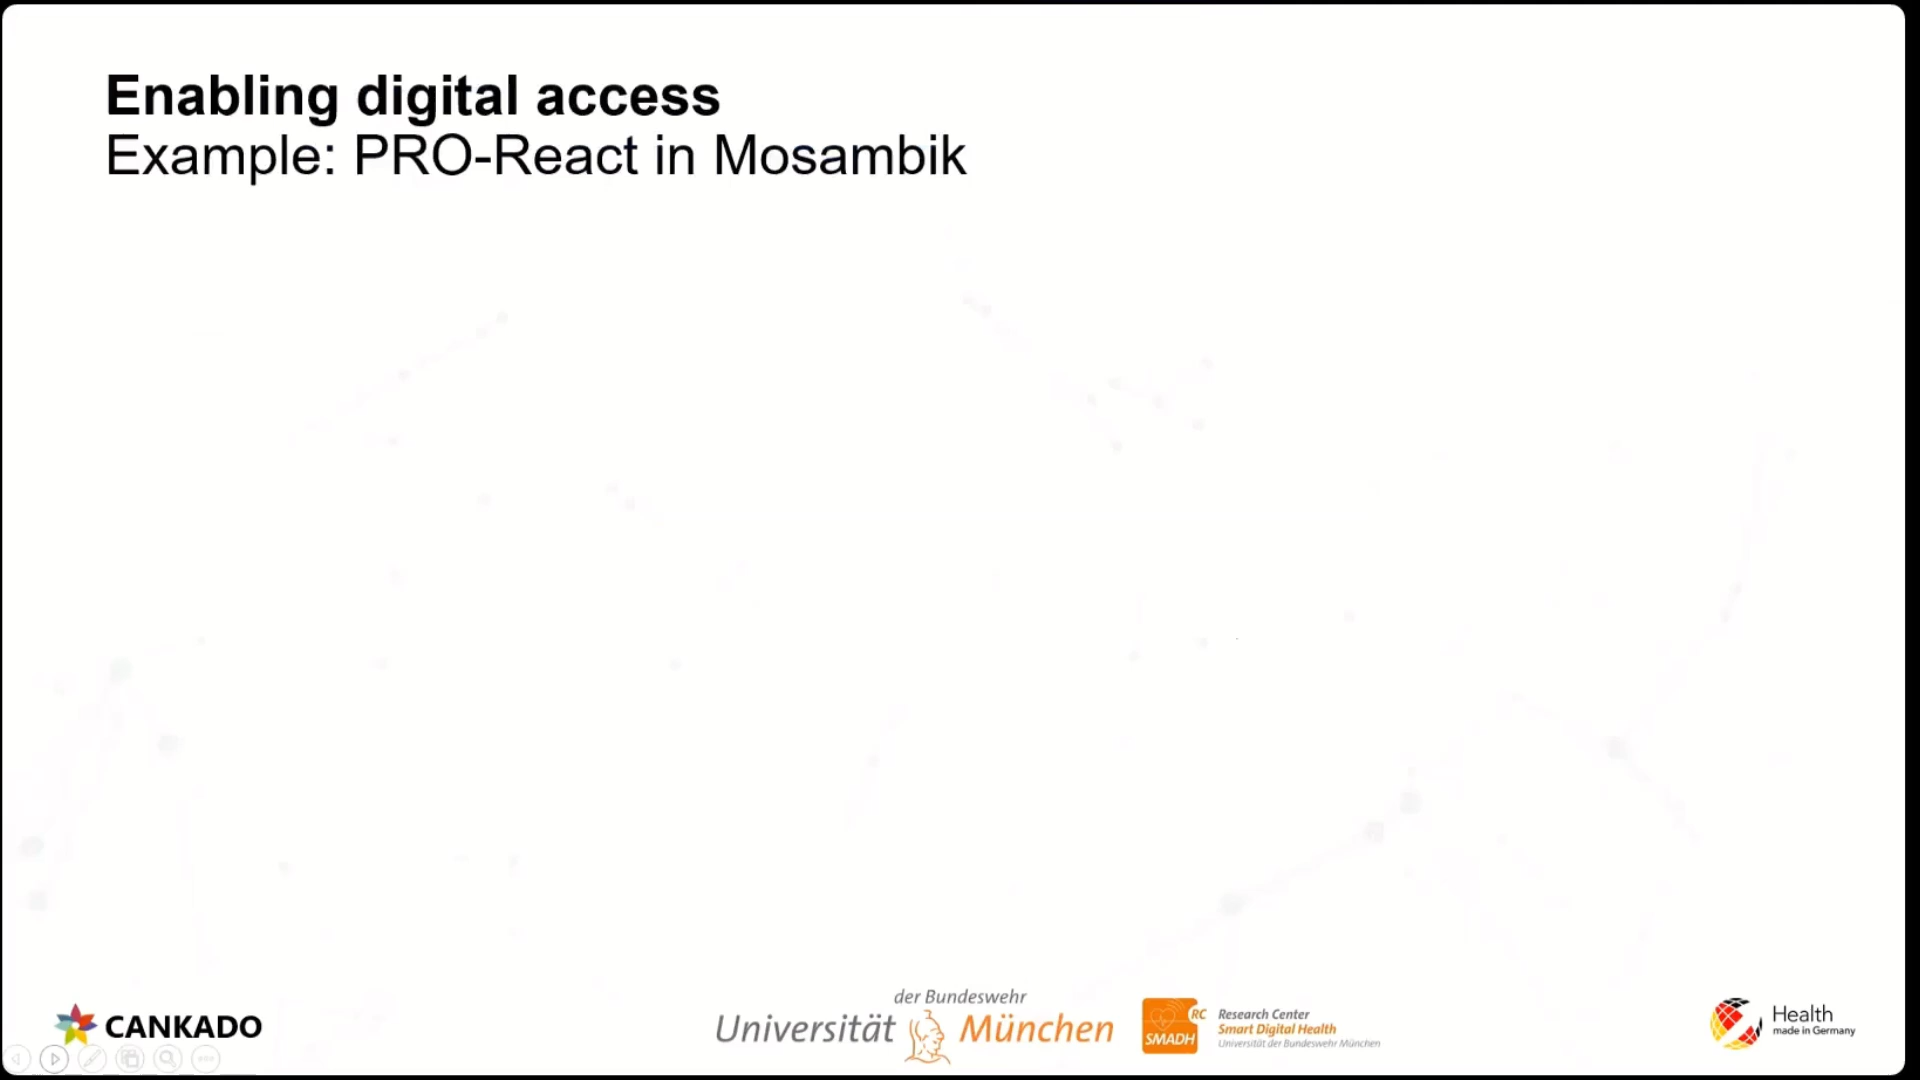 Enabling digital access
Example: PRO-React in Mosambik
CANKADO
der Bundeswehr
Universität München
RC
SMADH
Research Center
Smart Digital Health
Universität der Bundeswehr München
Health
made in Germany